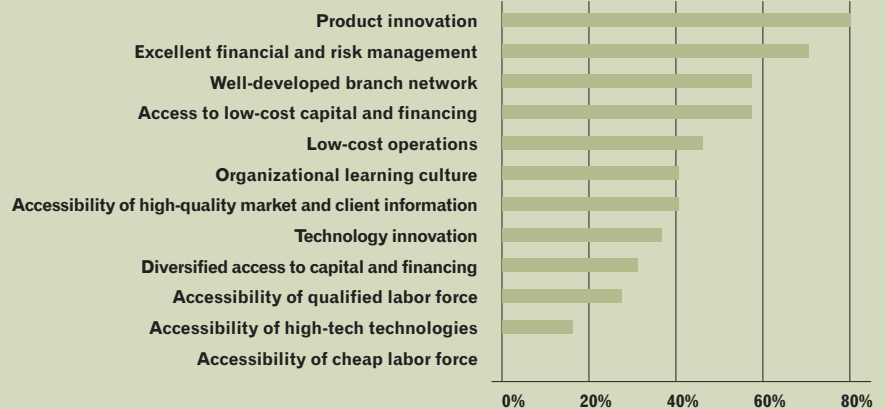 Product innovation
Excellent financial and risk management
Well-developed branch network
Access to low-cost capital and financing
Low-cost operations
Organizational learning culture
Accessibility of high-quality market and client information
Technology innovation
Diversified access to capital and financing
Accessibility of qualified labor force
Accessibility of high-tech technologies
Accessibility of cheap labor force
0% 20% 40% 60% 80%